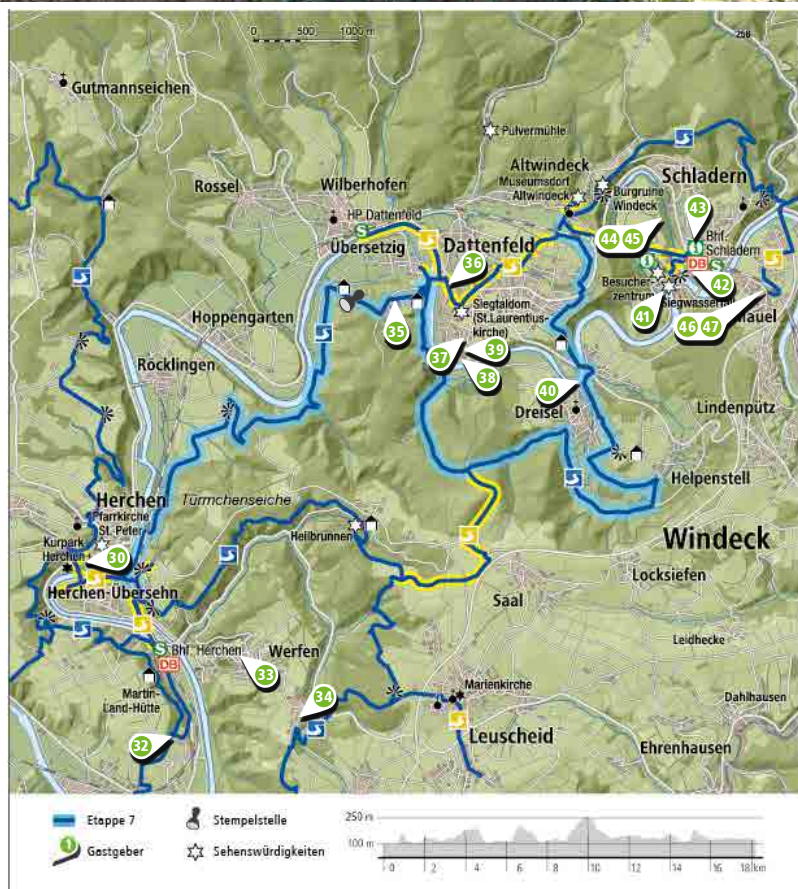 0 500 1000 m
258
Gutmannseichen
Pulvermühle
Altwindeck
Museumsdorf
Altwindeck
Burgruine
Windeck
Schladern
Rossel
Wilberhofen
HP Dattenfeld
S
Übersetzig
Dattenfeld
43
44 45
Bhf.
Schladern
DB
S
36
42
Besucher-
zentrum
Siegwasserfall
41
46 47
Siegtaldom
(St.Laurentius-
kirche)
Hoppengarten
35
37
39
38
Röcklingen
40
Dreisel
Lindenpütz
Helpenstell
Herchen
Pfarrkirche
St. Peter
Türmchenseiche
Heilbrunnen
Windeck
Kurpark
Herchen
30
Herchen-Übersehn
Locksiefen
Saal
Leidhecke
S
Bhf. Herchen
DB
33
Werfen
Martin-
Land-Hütte
34
Marienkirche
Dahlhausen
32
Leuscheid
Ehrenhausen
Etappe 7
Stempelstelle
1
Gastgeber
Sehenswürdigkeiten
250 m
100 m
0 2 4 6 8 10 12 14 16 18 km